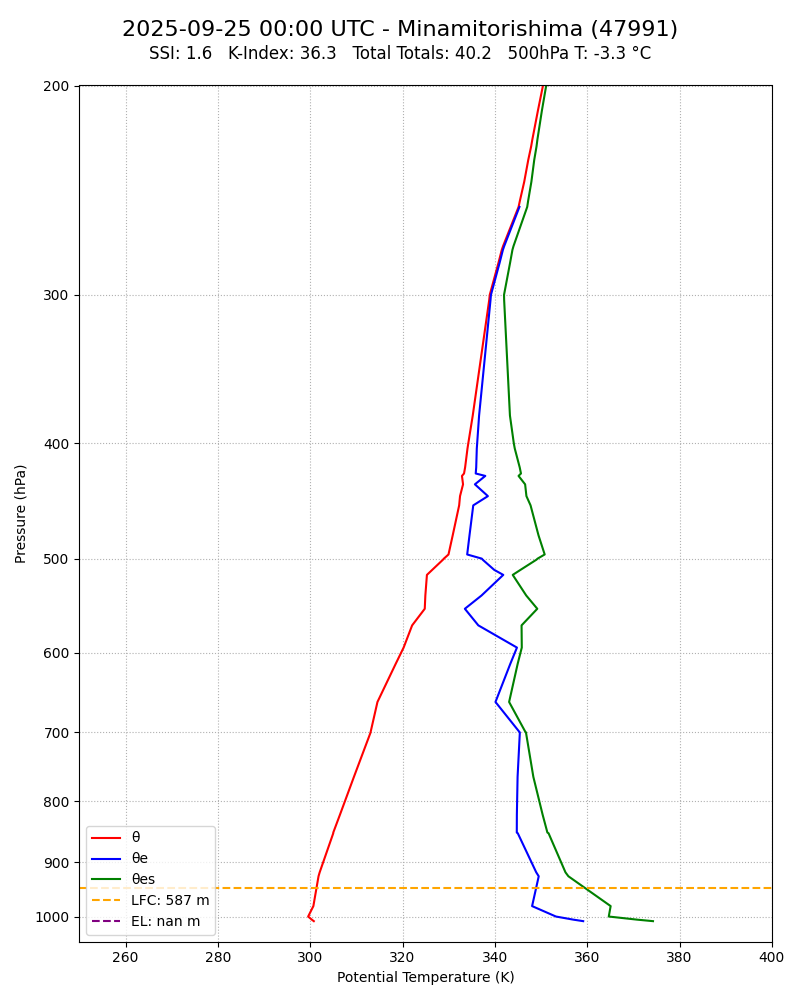 2025-09-25 00:00 UTC - Minamitorishima (47991)
SSI: 1.6   K-Index: 36.3   Total Totals: 40.2   500hPa T: -3.3 °C
200
300
400
500
600
700
800
900
1000
Pressure (hPa)
θ
θe
θes
LFC: 587 m
EL: nan m
260 280 300 320 340 360 380 400
Potential Temperature (K)